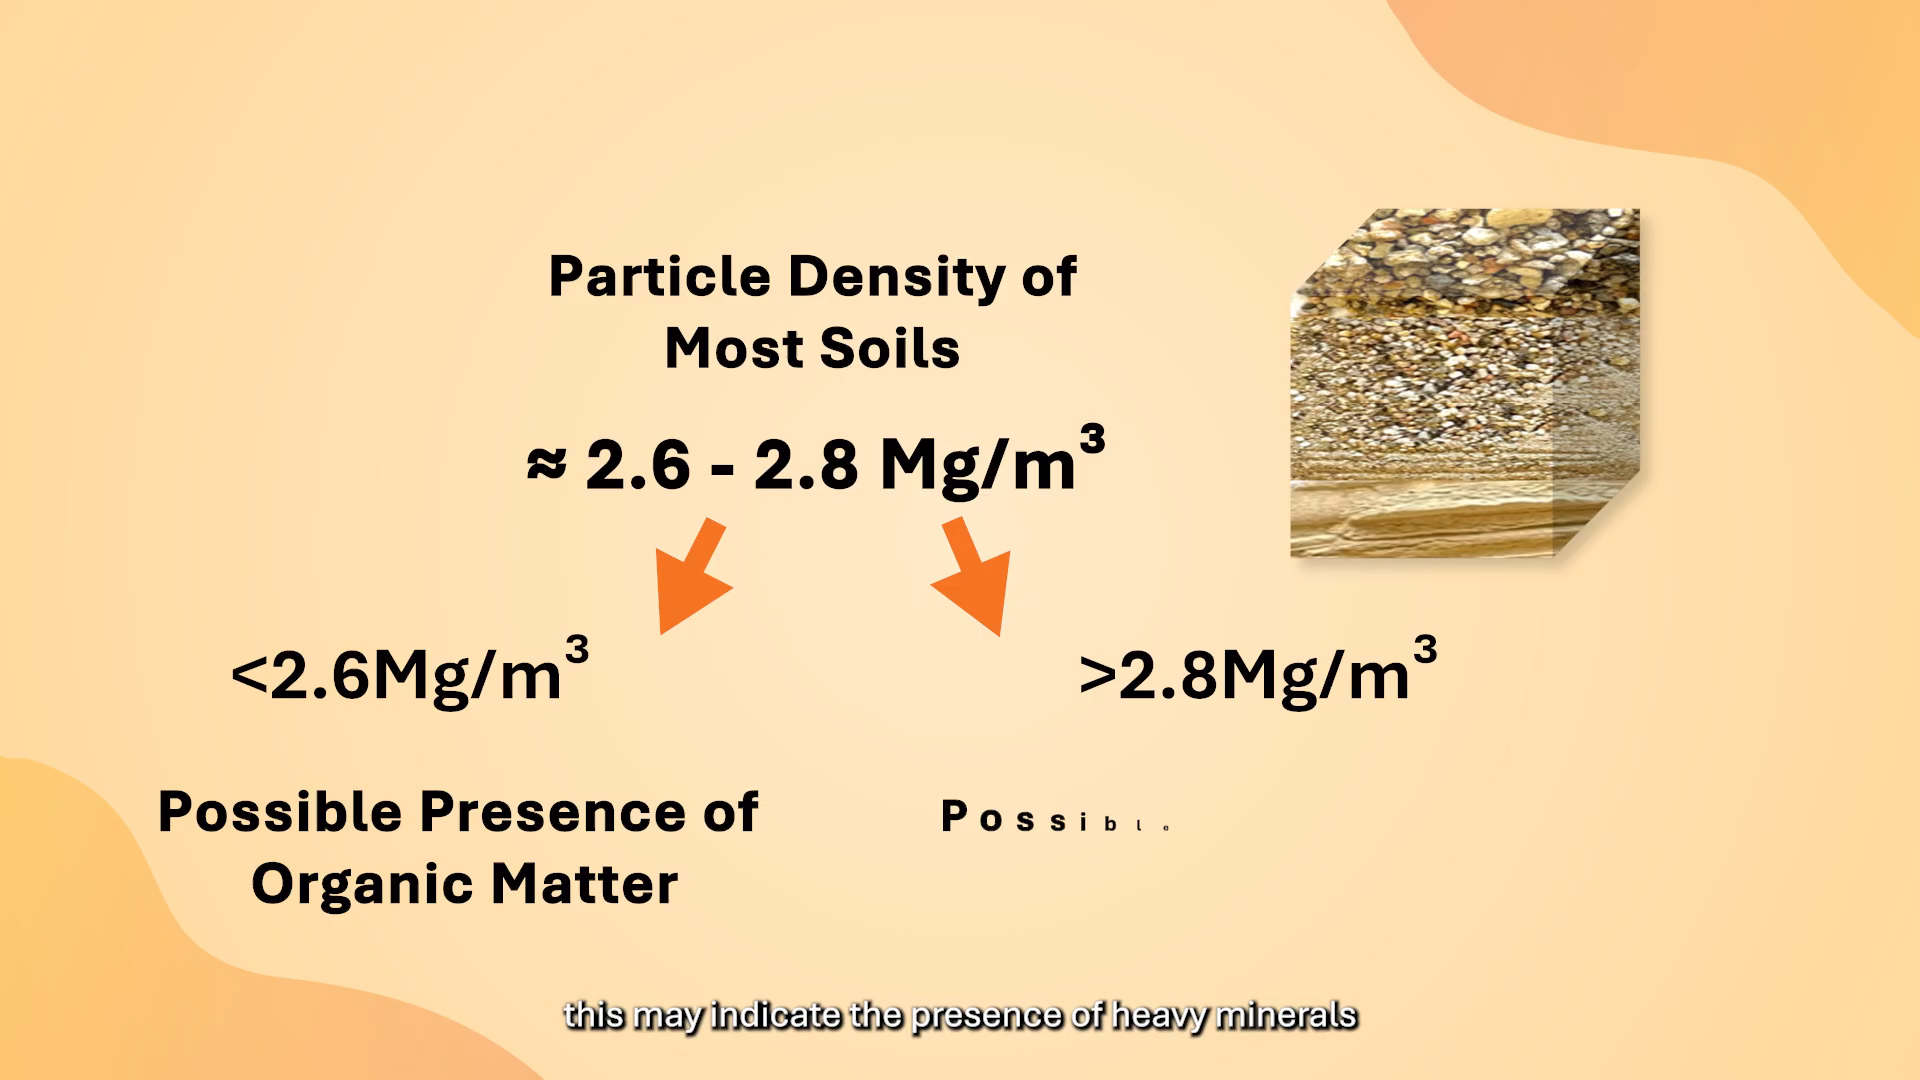 Particle Density of
Most Soils
≈ 2.6 - 2.8 Mg/m³
<2.6Mg/m³
>2.8Mg/m³
Possible Presence of
Organic Matter
Possible
this may indicate the presence of heavy minerals